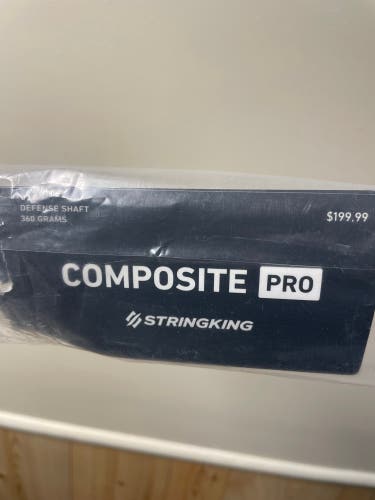 DEFENSE SHAFT
360 GRAMS
$199.99
COMPOSITE PRO
STRINGKING